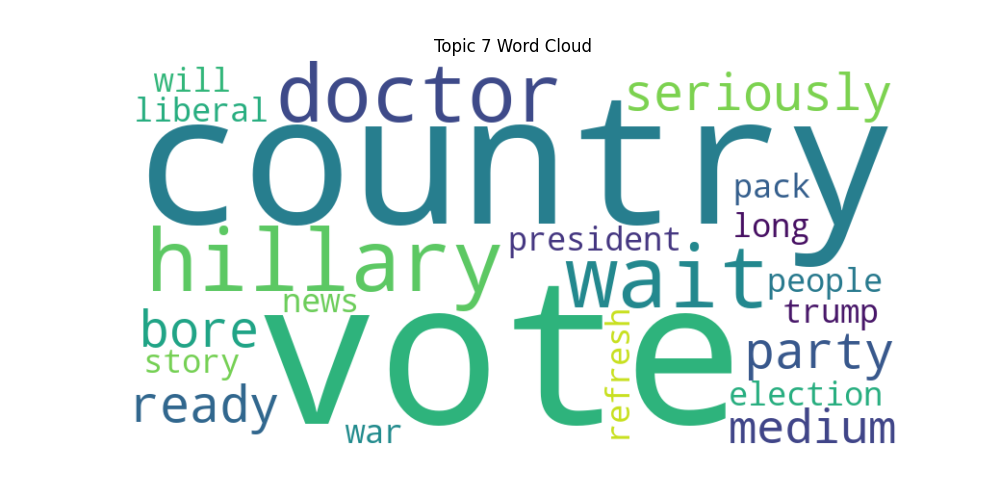 Topic 7 Word Cloud
will
doctor
seriously
liberal
country
pack
long
hillary
president
wait
people
news
trump
bore
vote
refresh
party
story
ready
election
war
medium